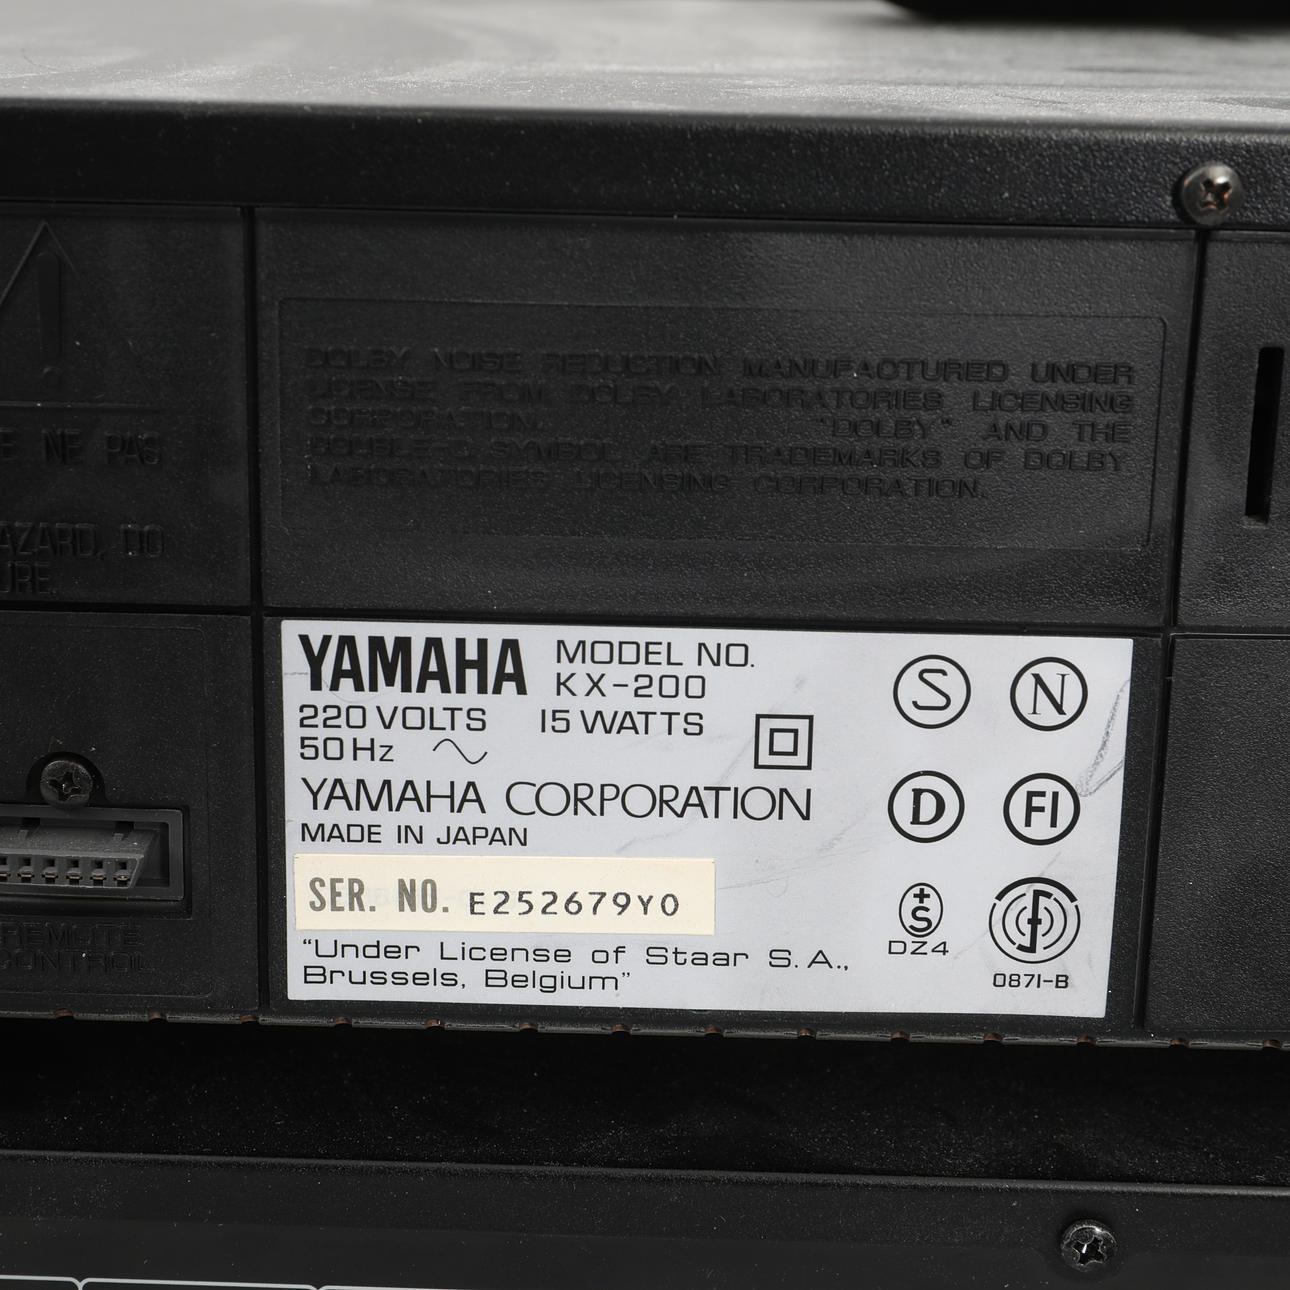 E NE PAS
AZARD, DO
URE.
DOLBY NOISE REDUCTION MANUFACTURED UNDER
LICENSE FROM DOLBY LABORATORIES LICENSING
CORPORATION. "DOLBY" AND THE
DOUBLE-D SYMBOL ARE TRADEMARKS OF DOLBY
LABORATORIES LICENSING CORPORATION.
REMOTE
CONTROL
YAMAHA MODEL NO.
KX-200
220 VOLTS 15 WATTS
50 Hz
YAMAHA CORPORATION
MADE IN JAPAN
SER. NO. E252679Y0
"Under License of Staar S.A.,
Brussels, Belgium"
S N
D FI
+S
DZ4
0871-B